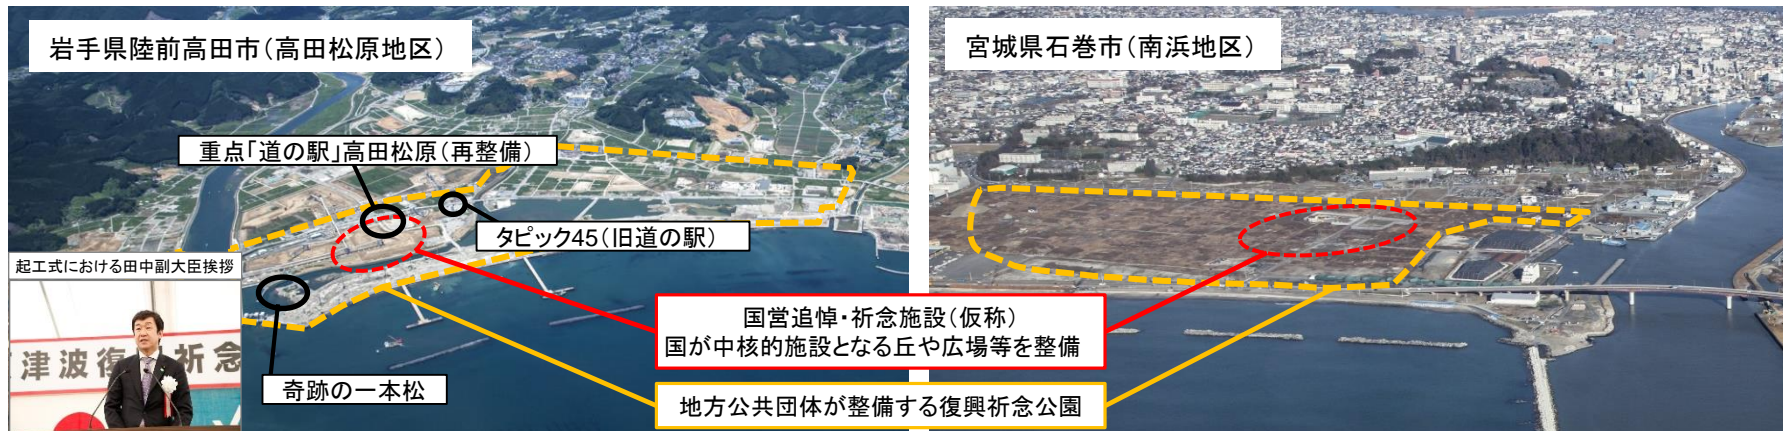 岩手県陸前高田市（高田松原地区）
重点「道の駅」高田松原（再整備）
タピック45（旧道の駅）
起工式における田中副大臣挨拶
津波復 祈念
奇跡の一本松
宮城県石巻市（南浜地区）
国営追悼・祈念施設（仮称）
国が中核的施設となる丘や広場等を整備
地方公共団体が整備する復興祈念公園